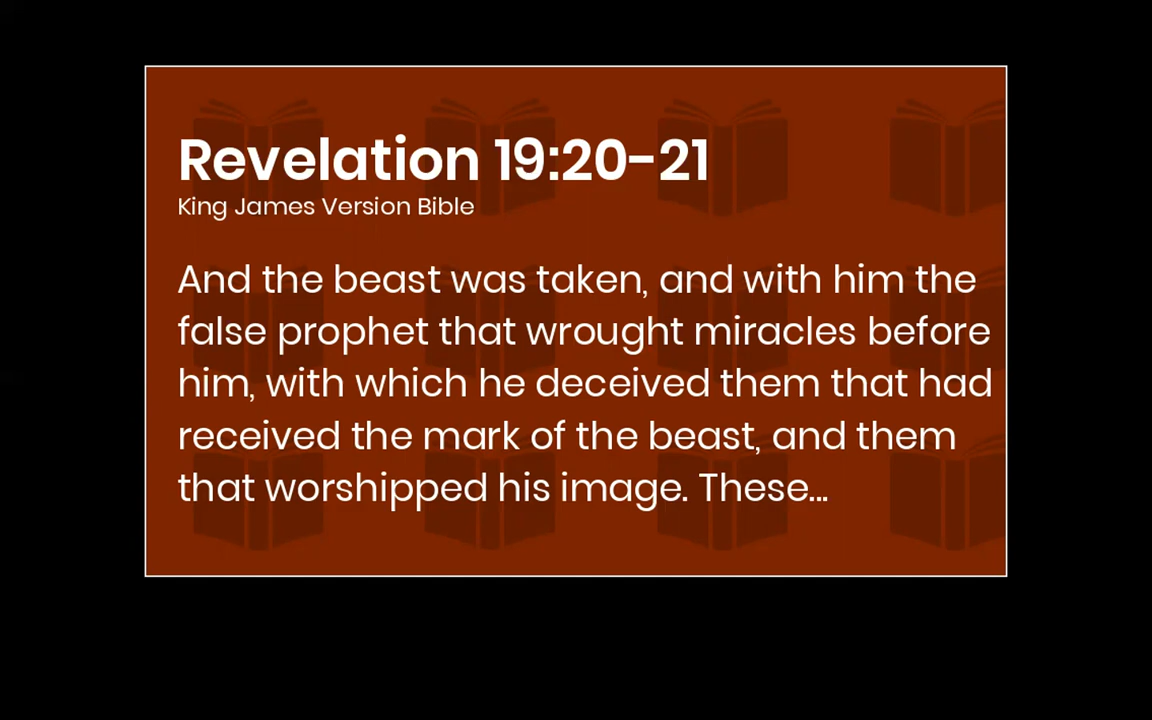 Revelation 19:20-21
King James Version Bible
And the beast was taken, and with him the
false prophet that wrought miracles before
him, with which he deceived them that had
received the mark of the beast, and them
that worshipped his image. These...